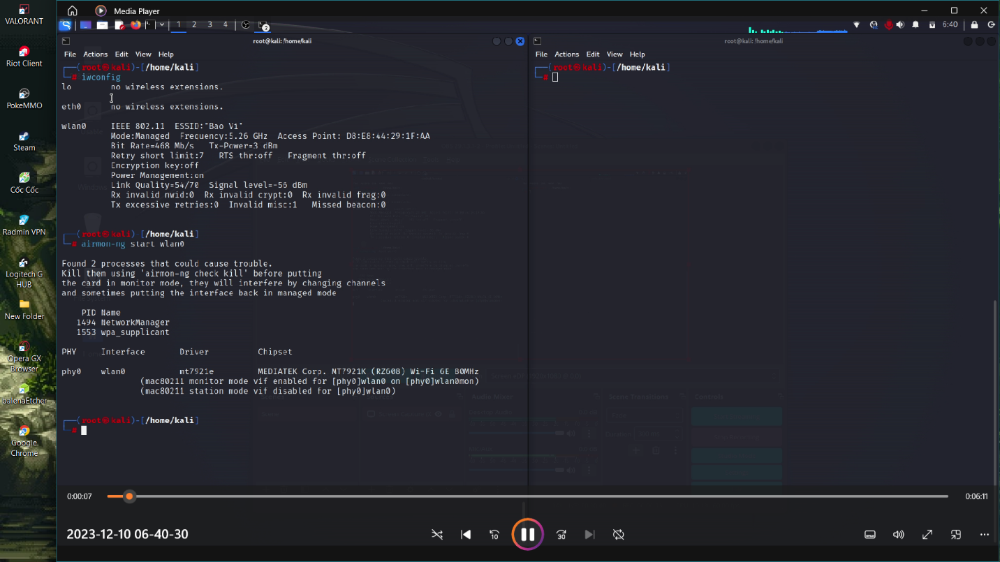 VALORANT
Riot Client
PokeMMO
Steam
Cốc Cốc
Radmin VPN
Logitech G
HUB
New Folder
Opera GX
Browser
balenaEtcher
Google
Chrome
Media Player
1 2 3 4
2
6:40
root@kali: /home/kali
File Actions Edit View Help
┌──(root㉿kali)-[/home/kali]
└─# iwconfig
lo        no wireless extensions.
eth0      no wireless extensions.
wlan0     IEEE 802.11  ESSID:"Bao Vi"
Mode:Managed  Frequency:5.26 GHz  Access Point: D8:E8:44:29:1F:AA
Bit Rate=468 Mb/s   Tx-Power=3 dBm
Retry short limit:7   RTS thr:off   Fragment thr:off
Encryption key:off
Power Management:on
Link Quality=54/70  Signal level=-56 dBm
Rx invalid nwid:0  Rx invalid crypt:0  Rx invalid frag:0
Tx excessive retries:0  Invalid misc:1   Missed beacon:0
┌──(root㉿kali)-[/home/kali]
└─# airmon-ng start wlan0
Found 2 processes that could cause trouble.
Kill them using 'airmon-ng check kill' before putting
the card in monitor mode, they will interfere by changing channels
and sometimes putting the interface back in managed mode
PID Name
1494 NetworkManager
1553 wpa_supplicant
PHY     Interface       Driver          Chipset
phy0    wlan0           mt7921e         MEDIATEK Corp. MT7921K (RZ608) Wi-Fi 6E 80MHz
(mac80211 monitor mode vif enabled for [phy0]wlan0 on [phy0]wlan0mon)
(mac80211 station mode vif disabled for [phy0]wlan0)
┌──(root㉿kali)-[/home/kali]
└─#
root@kali: /home/kali
File Actions Edit View Help
┌──(root㉿kali)-[/home/kali]
└─#
Audio Mixer
Scene Transitions
Controls
0:00:07
0:06:11
2023-12-10 06-40-30
10
30